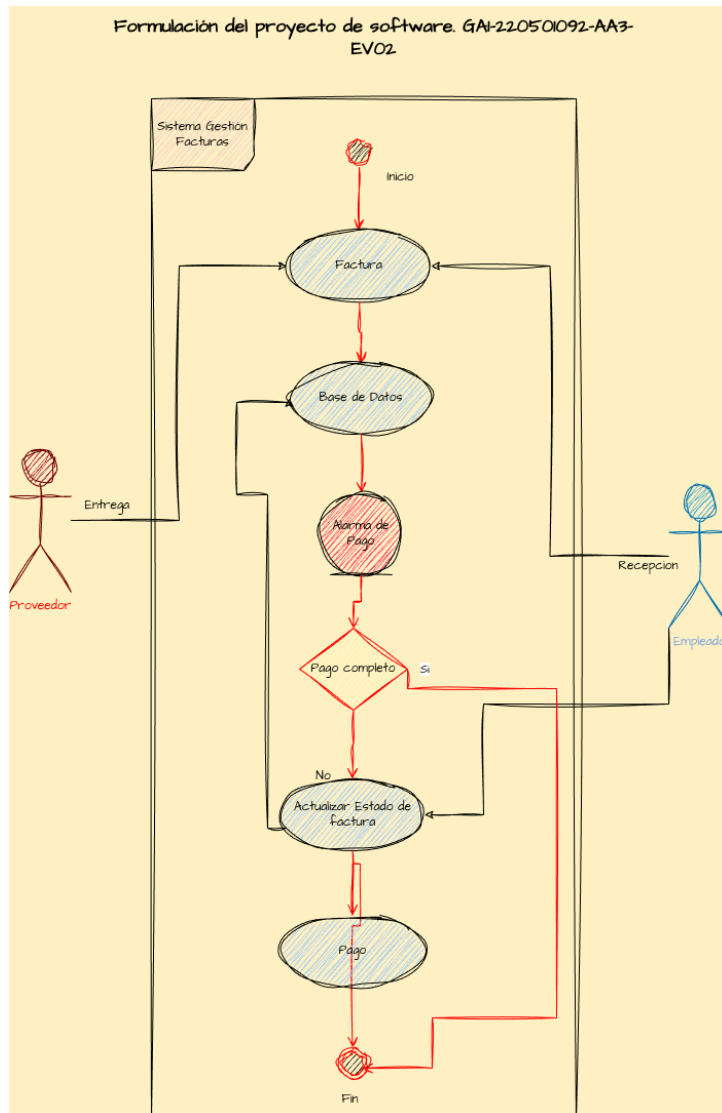 Formulación del proyecto de software. GA1-220501092-AA3-
EV02
Sistema Gestión
Facturas
Inicio
Factura
Base de Datos
Entrega
Alarma de
Pago
Recepcion
Proveedor
Empleado
Pago completo
Si
No
Actualizar Estado de
factura
Pago
Fin